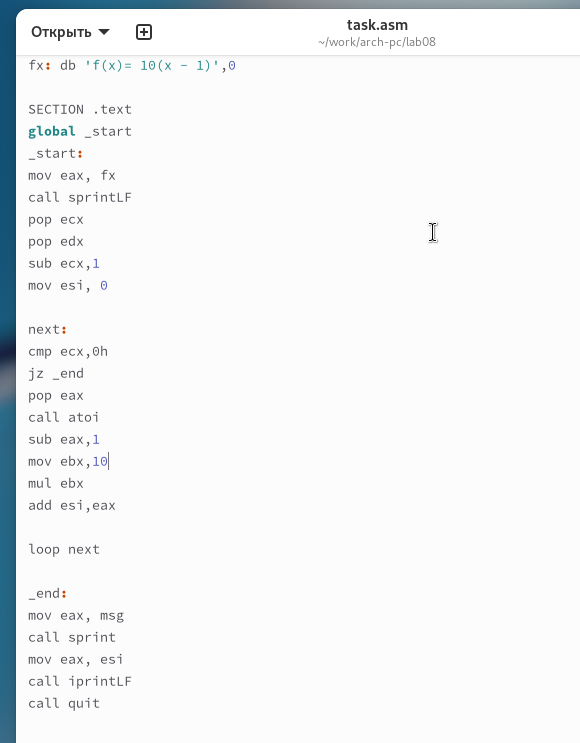 Открыть
task.asm
~/work/arch-pc/lab08
fx: db 'f(x)= 10(x - 1)',0
SECTION .text
global _start
_start:
mov eax, fx
call sprintLF
pop ecx
pop edx
sub ecx,1
mov esi, 0
next:
cmp ecx,0h
jz _end
pop eax
call atoi
sub eax,1
mov ebx,10
mul ebx
add esi,eax
loop next
_end:
mov eax, msg
call sprint
mov eax, esi
call iprintLF
call quit